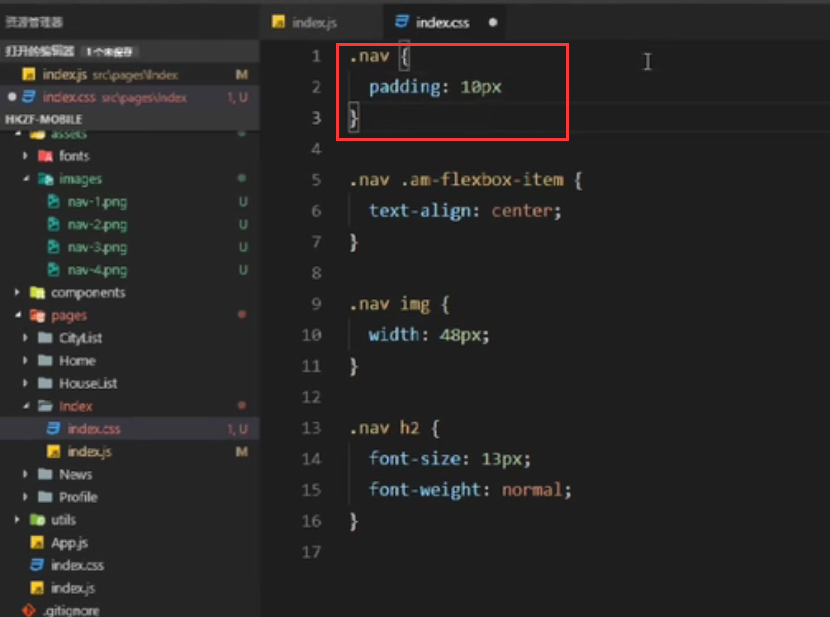 资源管理器
打开的编辑器 1个未保存
index.js src\pages\Index M
index.css src\pages\Index 1, U
HKZF-MOBILE
assets
fonts
images
nav-1.png U
nav-2.png U
nav-3.png U
nav-4.png U
components
pages
CityList
Home
HouseList
Index
index.css 1, U
index.js M
News
Profile
utils
App.js
index.css
index.js
.gitignore
index.js index.css
1 .nav {
2 padding: 10px
3 }
4
5 .nav .am-flexbox-item {
6 text-align: center;
7 }
8
9 .nav img {
10 width: 48px;
11 }
12
13 .nav h2 {
14 font-size: 13px;
15 font-weight: normal;
16 }
17